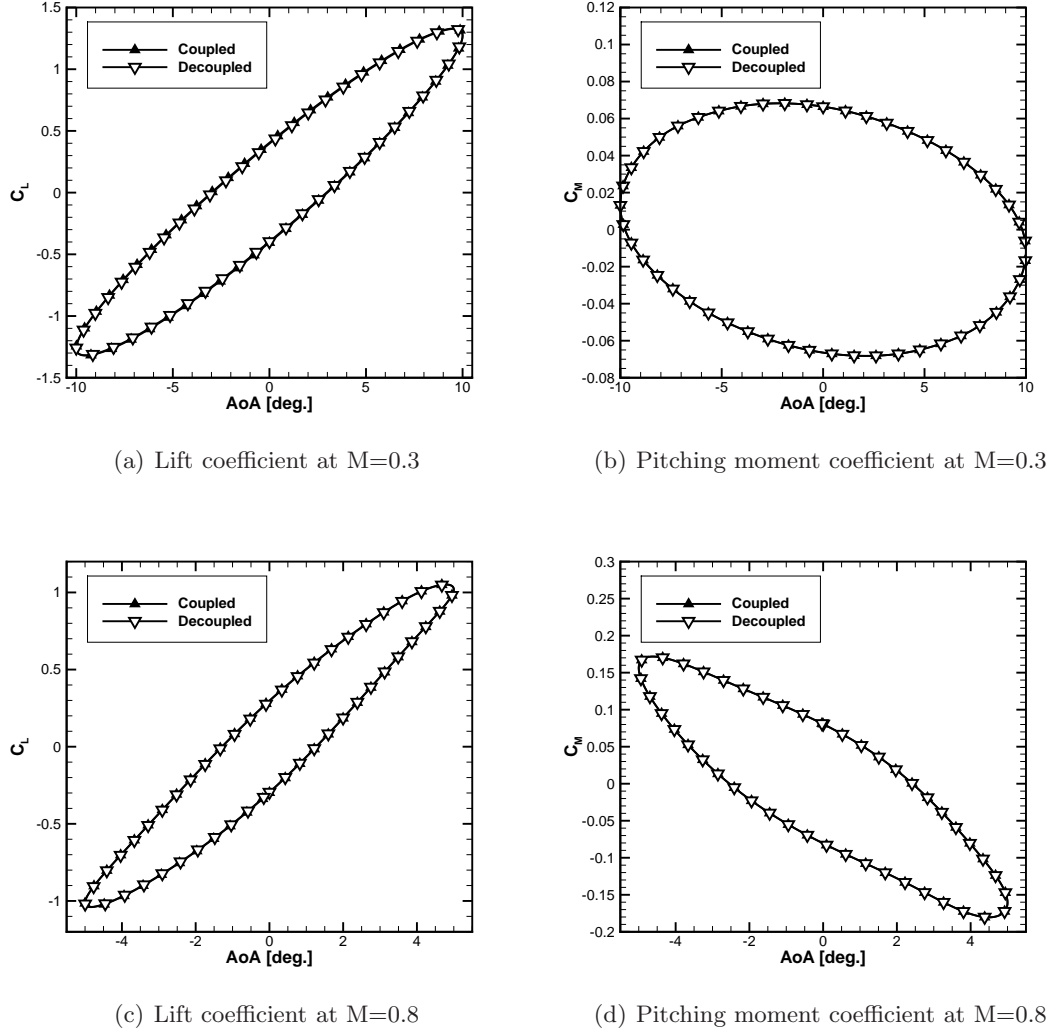 1.5
1
0.5
0
-0.5
-1
-1.5
C_L
-10 -5 0 5 10
AoA [deg.]
Coupled
Decoupled
(a) Lift coefficient at M=0.3
0.12
0.1
0.08
0.06
0.04
0.02
0
-0.02
-0.04
-0.06
-0.08
C_M
-10 -5 0 5 10
AoA [deg.]
Coupled
Decoupled
(b) Pitching moment coefficient at M=0.3
1
0.5
0
-0.5
-1
C_L
-4 -2 0 2 4
AoA [deg.]
Coupled
Decoupled
(c) Lift coefficient at M=0.8
0.3
0.25
0.2
0.15
0.1
0.05
0
-0.05
-0.1
-0.15
-0.2
C_M
-4 -2 0 2 4
AoA [deg.]
Coupled
Decoupled
(d) Pitching moment coefficient at M=0.8